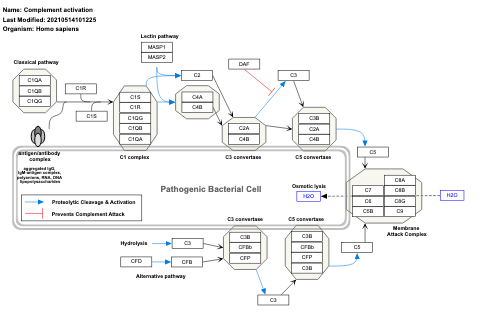 Name: Complement activation
Last Modified: 20210514101225
Organism: Homo sapiens
Lectin pathway
MASP1
MASP2
Classical pathway
DAF
C1QA
C1QB
C1QG
C1R
C1S
C2
C3
C1S
C1R
C1QG
C1QB
C1QA
C1 complex
C4A
C4B
C2A
C4B
C3 convertase
C3B
C2A
C4B
C5 convertase
C5
antigen/antibody
complex
aggregated IgG,
IgM-antigen complex,
polyanions, RNA, DNA
lipopolysaccharides
Pathogenic Bacterial Cell
Proteolytic Cleavage & Activation
Prevents Complement Attack
Osmotic lysis
H2O
H2O
C8A
C7
C8B
C6
C8G
C5B
C9
Membrane
Attack Complex
C3 convertase
C5 convertase
Hydrolysis
C3
CFD
CFB
Alternative pathway
C3B
CFBb
CFP
C3B
CFBb
CFP
C3B
C5
C3